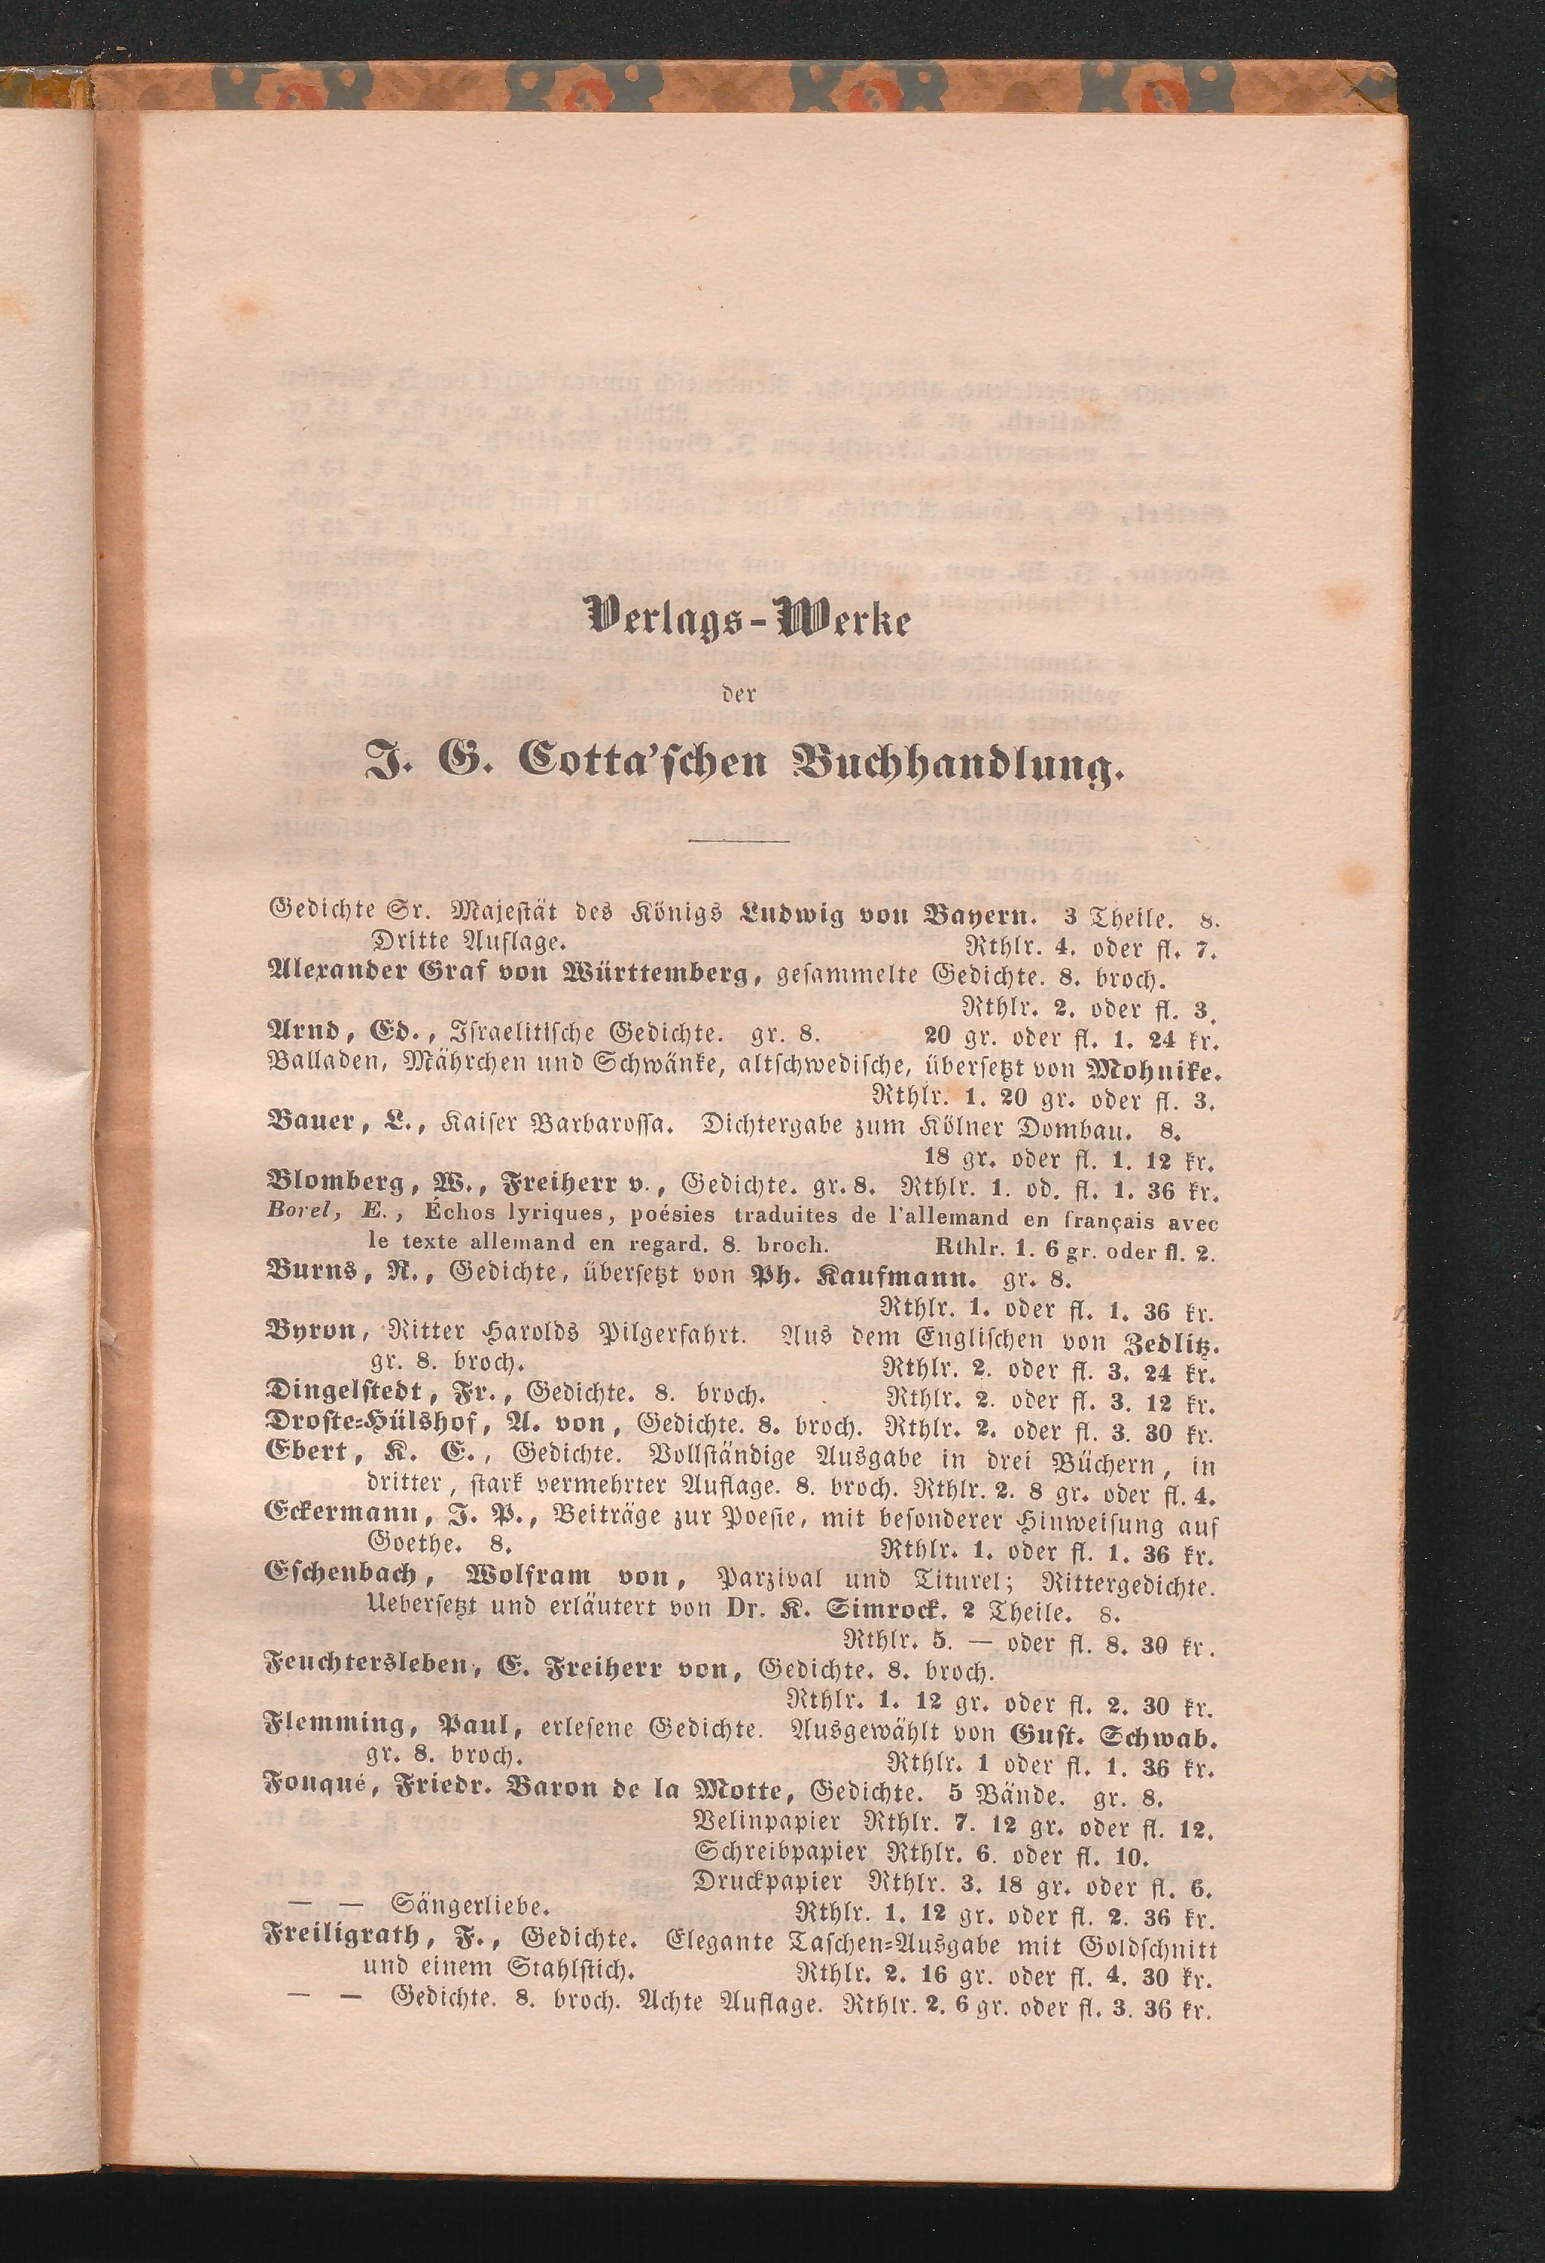 Verlags-Werke
der
J. G. Cotta'schen Buchhandlung.
Gedichte Sr. Majestät des Königs Ludwig von Bayern. 3 Theile. 8.
Dritte Auflage. Rthlr. 4. oder fl. 7.
Alexander Graf von Württemberg, gesammelte Gedichte. 8. broch.
Rthlr. 2. oder fl. 3.
Arnd, Ed., Israelitische Gedichte. gr. 8. 20 gr. oder fl. 1. 24 kr.
Balladen, Mährchen und Schwänke, altschwedische, übersetzt von Mohnike.
Rthlr. 1. 20 gr. oder fl. 3.
Bauer, L., Kaiser Barbarossa. Dichtergabe zum Kölner Dombau. 8.
18 gr. oder fl. 1. 12 kr.
Blomberg, W., Freiherr v., Gedichte. gr. 8. Rthlr. 1. od. fl. 1. 36 kr.
Borel, E., Échos lyriques, poésies traduites de l'allemand en français avec
le texte allemand en regard. 8. broch. Rthlr. 1. 6 gr. oder fl. 2.
Burns, R., Gedichte, übersetzt von Ph. Kaufmann. gr. 8.
Rthlr. 1. oder fl. 1. 36 kr.
Byron, Ritter Harolds Pilgerfahrt. Aus dem Englischen von Zedlitz.
gr. 8. broch. Rthlr. 2. oder fl. 3. 24 kr.
Dingelstedt, Fr., Gedichte. 8. broch. Rthlr. 2. oder fl. 3. 12 kr.
Droste-Hülshof, A. von, Gedichte. 8. broch. Rthlr. 2. oder fl. 3. 30 kr.
Ebert, K. E., Gedichte. Vollständige Ausgabe in drei Büchern, in
dritter, stark vermehrter Auflage. 8. broch. Rthlr. 2. 8 gr. oder fl. 4.
Eckermann, J. P., Beiträge zur Poesie, mit besonderer Hinweisung auf
Goethe. 8. Rthlr. 1. oder fl. 1. 36 kr.
Eschenbach, Wolfram von, Parzival und Titurel; Rittergedichte.
Uebersetzt und erläutert von Dr. K. Simrock. 2 Theile. 8.
Rthlr. 5. — oder fl. 8. 30 kr.
Feuchtersleben, E. Freiherr von, Gedichte. 8. broch.
Rthlr. 1. 12 gr. oder fl. 2. 30 kr.
Flemming, Paul, erlesene Gedichte. Ausgewählt von Gust. Schwab.
gr. 8. broch. Rthlr. 1 oder fl. 1. 36 kr.
Fouqué, Friedr. Baron de la Motte, Gedichte. 5 Bände. gr. 8.
Velinpapier Rthlr. 7. 12 gr. oder fl. 12.
Schreibpapier Rthlr. 6. oder fl. 10.
Druckpapier Rthlr. 3. 18 gr. oder fl. 6.
— — Sängerliebe. Rthlr. 1. 12 gr. oder fl. 2. 36 kr.
Freiligrath, F., Gedichte. Elegante Taschen-Ausgabe mit Goldschnitt
und einem Stahlstich. Rthlr. 2. 16 gr. oder fl. 4. 30 kr.
— — Gedichte. 8. broch. Achte Auflage. Rthlr. 2. 6 gr. oder fl. 3. 36 kr.